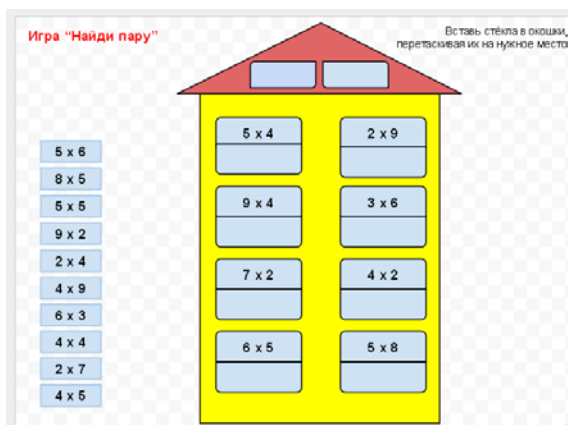 Игра “Найди пару”
Вставь стёкла в окошки,
перетаскивая их на нужное место
5 x 6
8 x 5
5 x 5
9 x 2
2 x 4
4 x 9
6 x 3
4 x 4
2 x 7
4 x 5
5 x 4
2 x 9
9 x 4
3 x 6
7 x 2
4 x 2
6 x 5
5 x 8